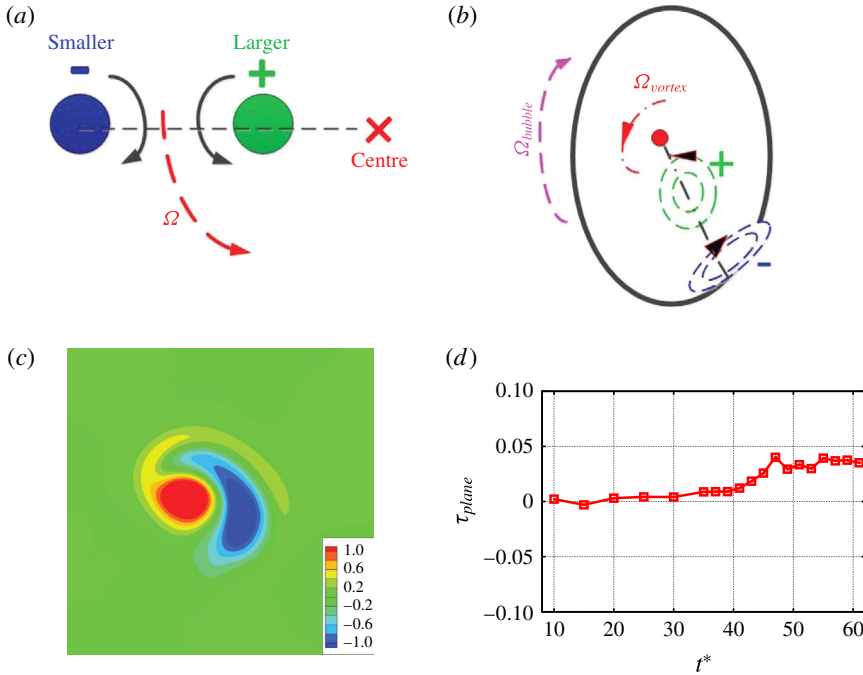 (a)
Smaller
Larger
−
+
Centre
Ω
(b)
Ωbubble
Ωvortex
+
−
(c)
1.0
0.6
0.2
−0.2
−0.6
−1.0
(d)
0.10
0.05
0
−0.05
−0.10
τplane
10 20 30 40 50 60
t*